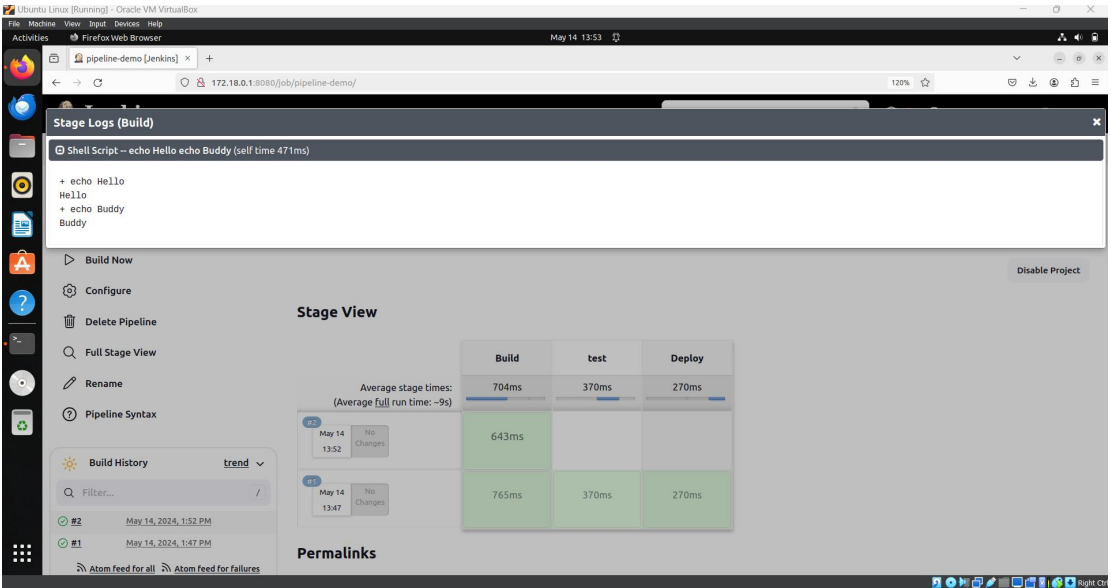 Ubuntu Linux [Running] - Oracle VM VirtualBox
File Machine View Input Devices Help
Activities Firefox Web Browser May 14 13:53
pipeline-demo [Jenkins] × +
172.18.0.1:8080/job/pipeline-demo/ 120%
Stage Logs (Build)
Shell Script -- echo Hello echo Buddy (self time 471ms)
+ echo Hello
Hello
+ echo Buddy
Buddy
Build Now
Disable Project
Configure
Stage View
Delete Pipeline
Full Stage View
Build test Deploy
Rename
Average stage times: 704ms 370ms 270ms
(Average full run time: ~9s)
Pipeline Syntax
#2
May 14 No
13:52 Changes
643ms
Build History trend
#1
Filter... /
May 14 No
13:47 Changes
765ms 370ms 270ms
#2 May 14, 2024, 1:52 PM
#1 May 14, 2024, 1:47 PM
Permalinks
Atom feed for all Atom feed for failures
Right Ctrl